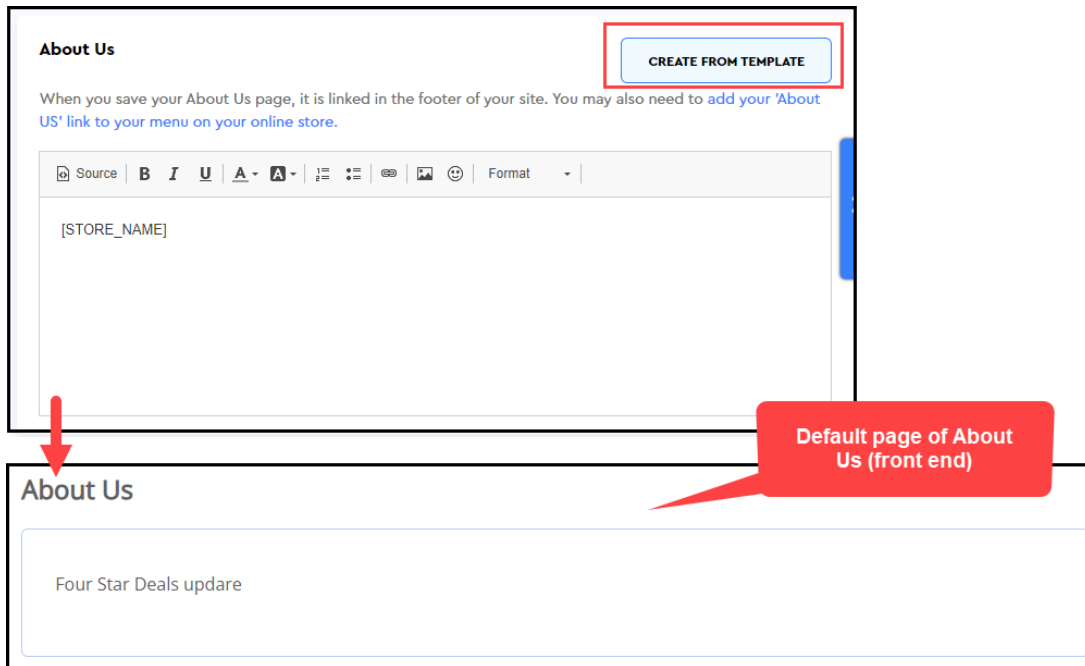 About Us
CREATE FROM TEMPLATE
When you save your About Us page, it is linked in the footer of your site. You may also need to add your 'About
US' link to your menu on your online store.
Source B I U A A Format
[STORE_NAME]
Default page of About
Us (front end)
About Us
Four Star Deals updare